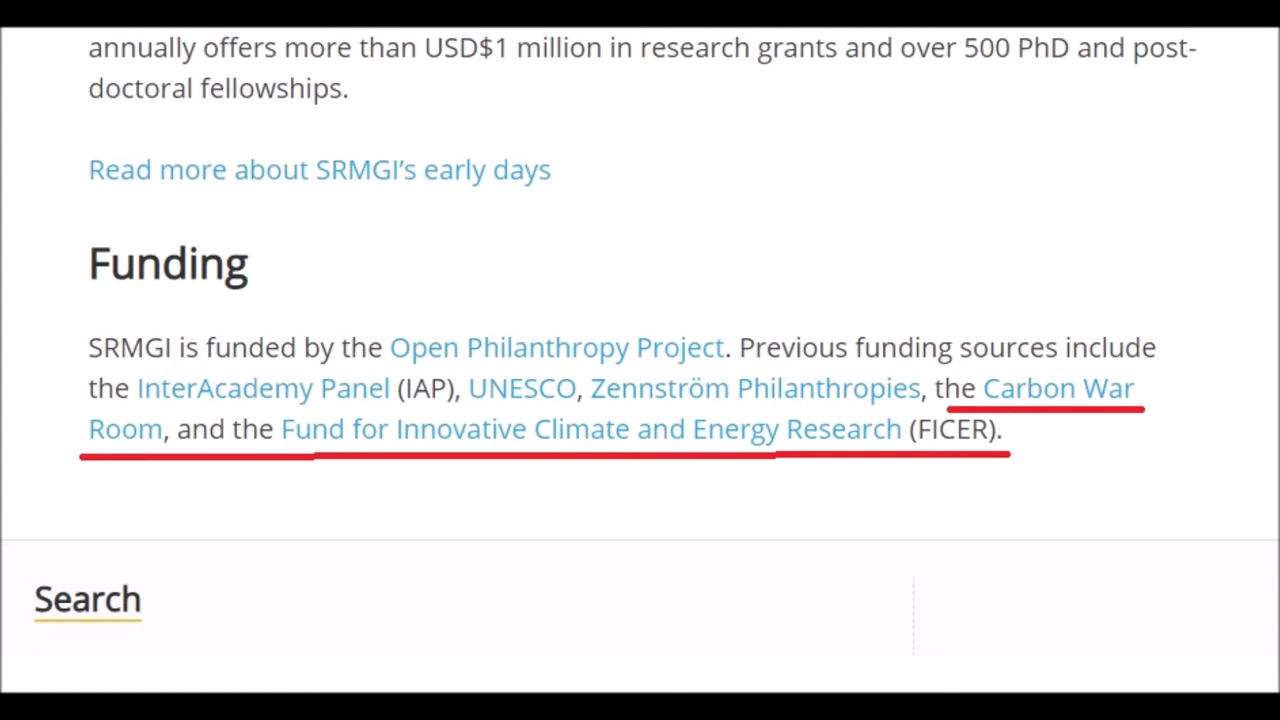 annually offers more than USD$1 million in research grants and over 500 PhD and post-
doctoral fellowships.
Read more about SRMGI’s early days
Funding
SRMGI is funded by the Open Philanthropy Project. Previous funding sources include
the InterAcademy Panel (IAP), UNESCO, Zennström Philanthropies, the Carbon War
Room, and the Fund for Innovative Climate and Energy Research (FICER).
Search